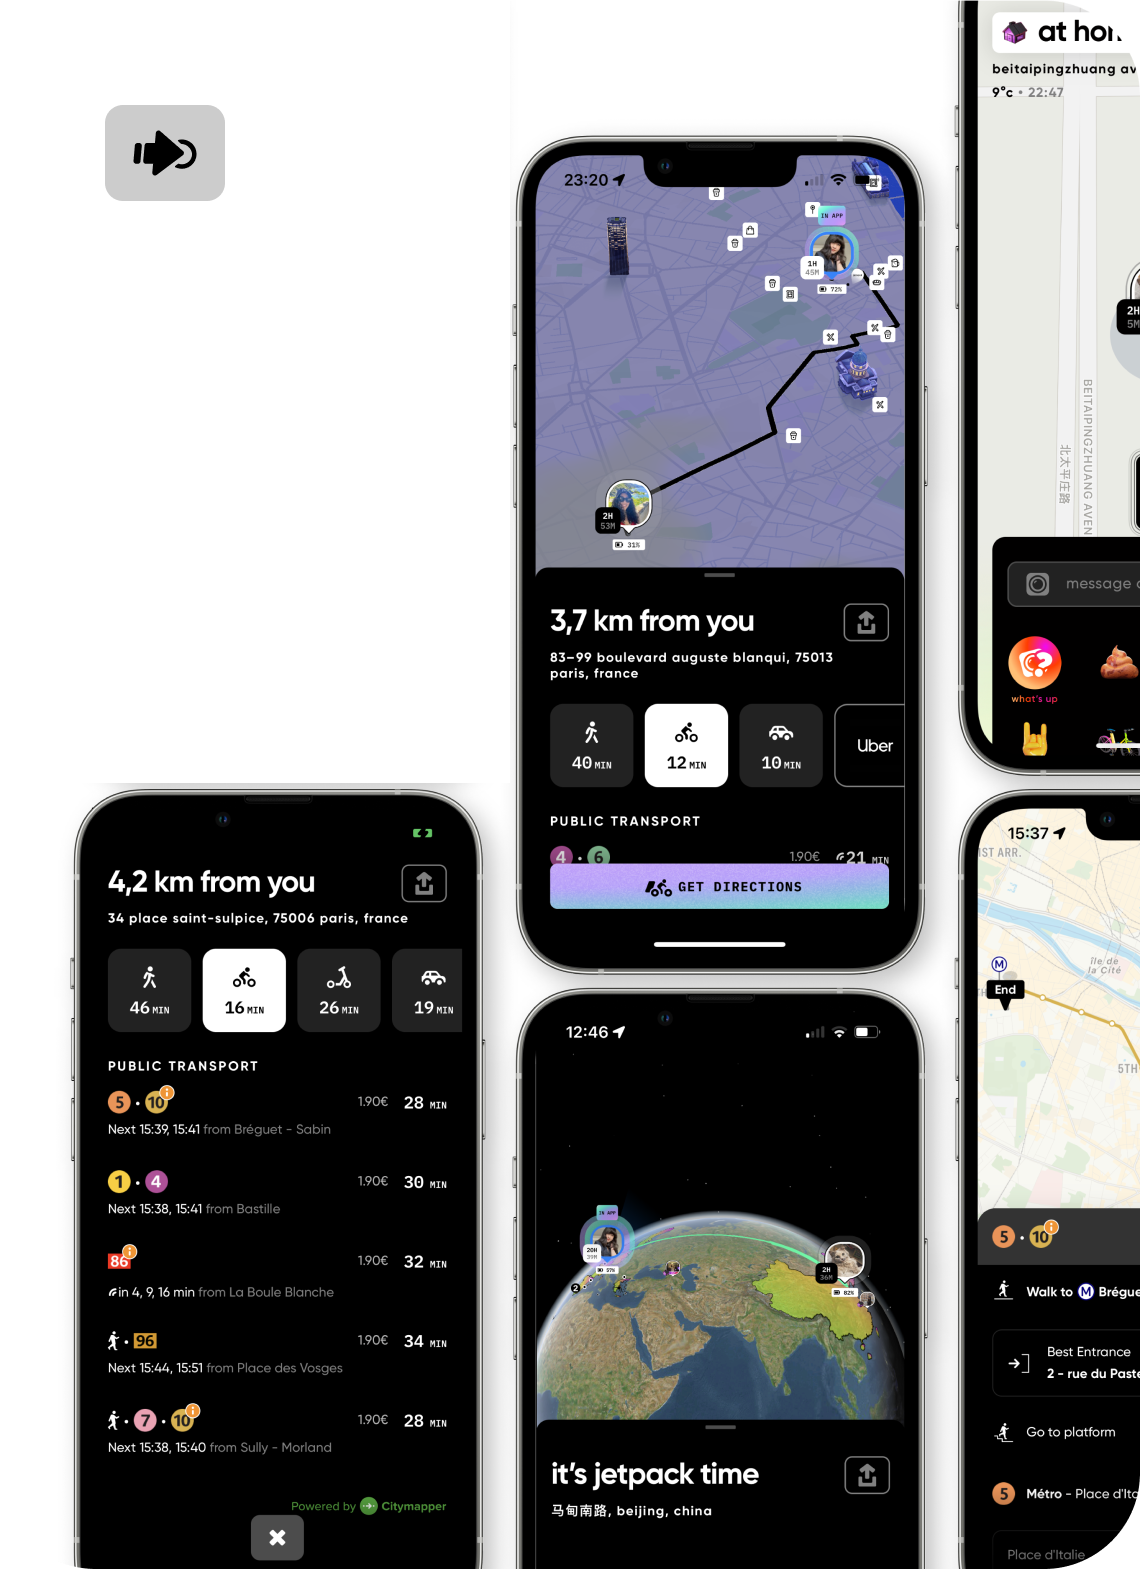 at hom
beitaipingzhuang av
9°c • 22:47
2H
5M
北太平庄路
BEITAIPINGZHUANG AVEN
message
what's up
23:20
IN APP
1H
45M
72%
2H
53M
31%
3,7 km from you
83–99 boulevard auguste blanqui, 75013
paris, france
40 MIN
12 MIN
10 MIN
Uber
PUBLIC TRANSPORT
4 • 6 1.90€ 21 MIN
GET DIRECTIONS
4,2 km from you
34 place saint-sulpice, 75006 paris, france
46 MIN
16 MIN
26 MIN
19 MIN
PUBLIC TRANSPORT
5 • 10 1.90€ 28 MIN
Next 15:39, 15:41 from Bréguet - Sabin
1 • 4 1.90€ 30 MIN
Next 15:38, 15:41 from Bastille
86 1.90€ 32 MIN
in 4, 9, 16 min from La Boule Blanche
• 96 1.90€ 34 MIN
Next 15:44, 15:51 from Place des Vosges
• 7 • 10 1.90€ 28 MIN
Next 15:38, 15:40 from Sully - Morland
Powered by Citymapper
12:46
IN APP
20H
39M
57%
2
2H
36M
82%
it's jetpack time
马甸南路, beijing, china
15:37
1ST ARR.
île de
la Cité
M
End
5TH
5 • 10
Walk to M Brégue
Best Entrance
2 - rue du Paste
Go to platform
5 Métro - Place d'Ita
Place d'Italie